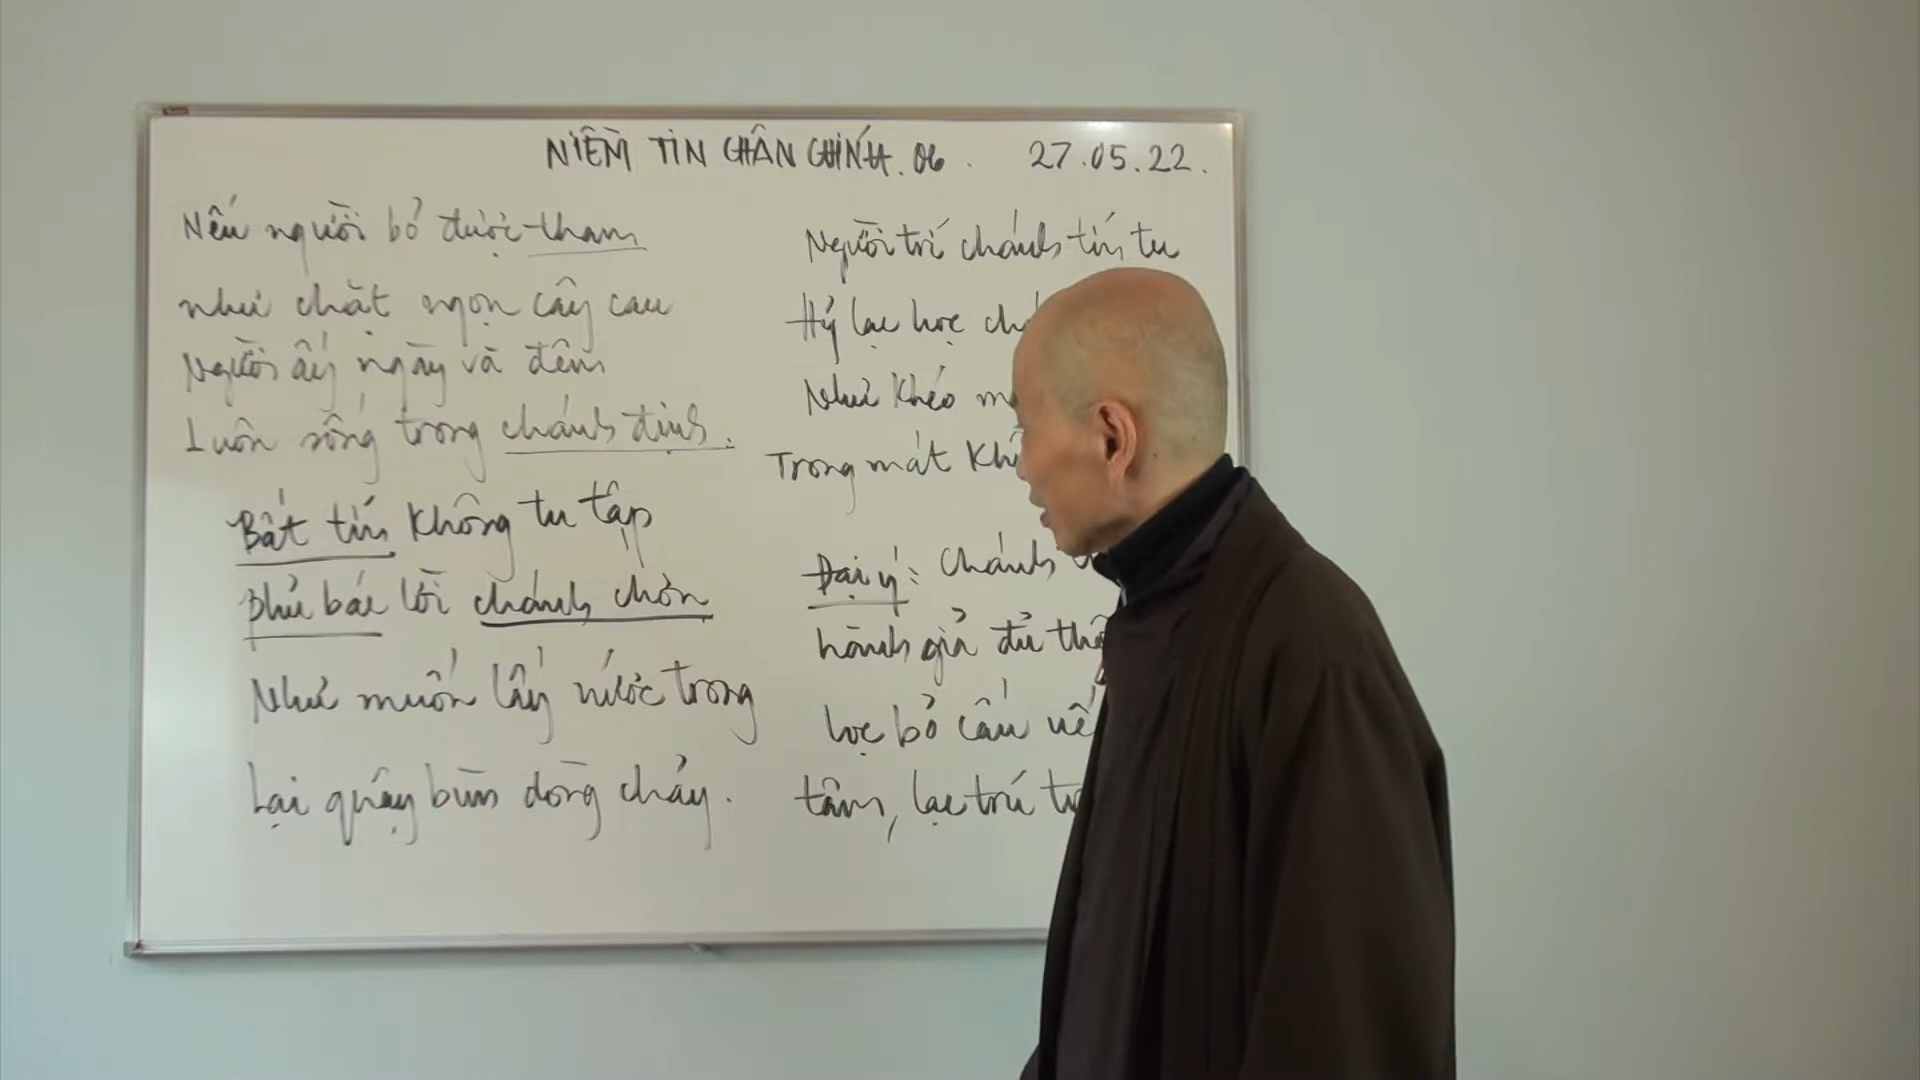 NIỀM TIN CHÂN CHÍNH. 06. 27.05.22.
Nếu người bỏ được tham
như chặt ngọn cây cau
Người ấy ngày và đêm
Luôn sống trong chánh định.
Bất tín không tu tập
Phỉ báng lời chánh chơn
Như muốn lấy nước trong
Lại quấy bùn dòng chảy.
Người trí chánh tín tu
Hỷ lạc học
Như khéo
Trong mát
Đại ý: Chánh
hành giả đủ
lọc bỏ cấu uế
tâm, lạc trú